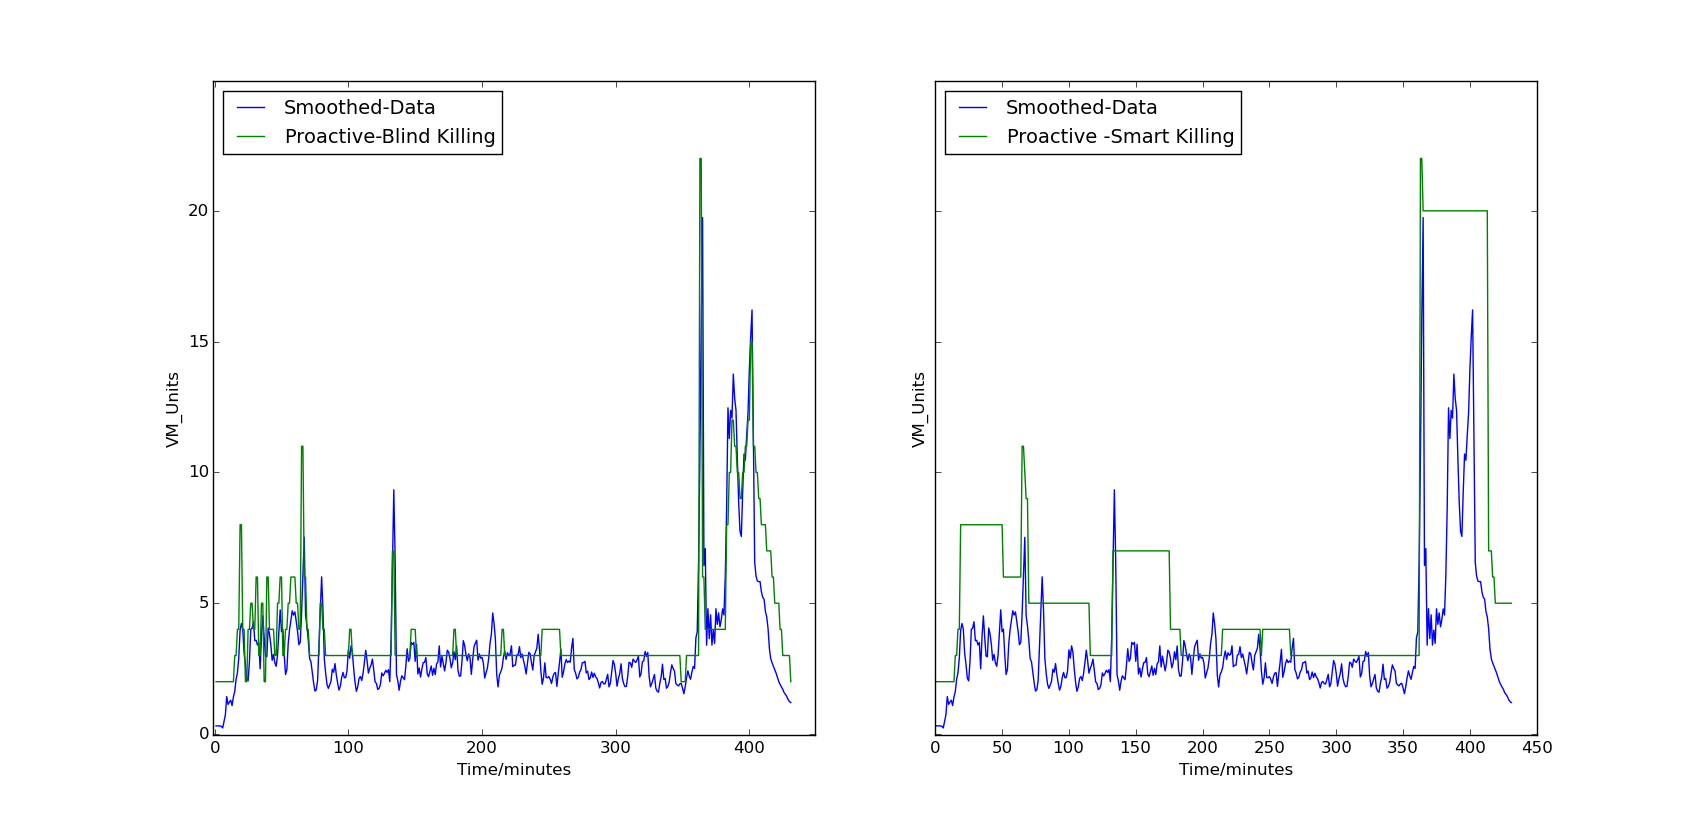 Smoothed-Data
Proactive-Blind Killing
VM_Units
20
15
10
5
0
0 100 200 300 400
Time/minutes
Smoothed-Data
Proactive -Smart Killing
VM_Units
0 50 100 150 200 250 300 350 400 450
Time/minutes